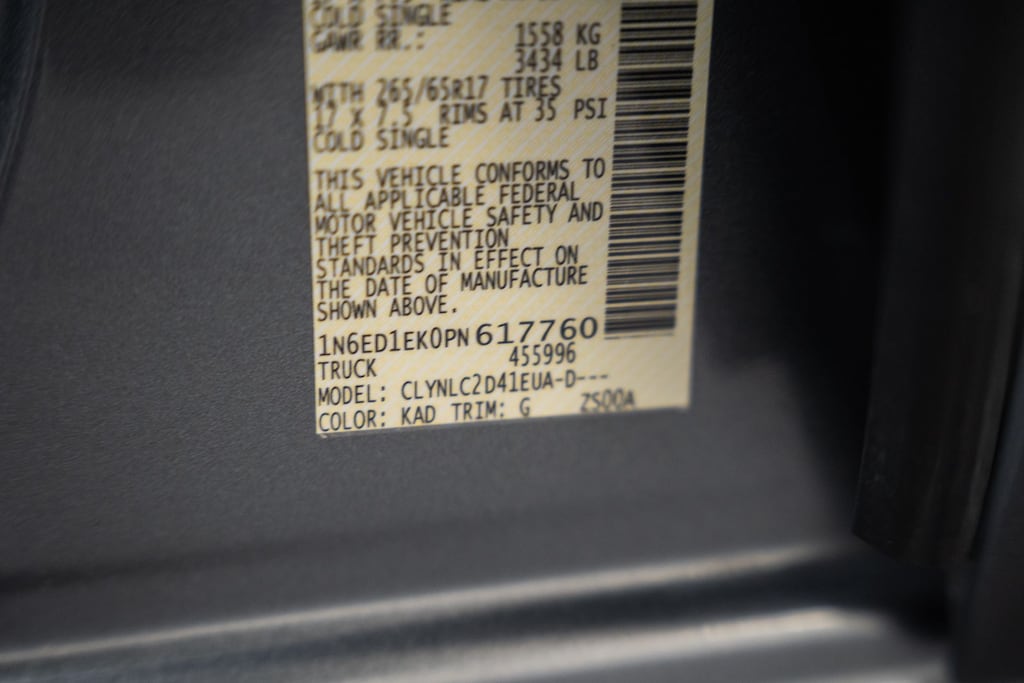 COLD SINGLE
GAWR RR.: 1558 KG
3434 LB
WITH 265/65R17 TIRES
17 X 7.5 RIMS AT 35 PSI
COLD SINGLE
THIS VEHICLE CONFORMS TO
ALL APPLICABLE FEDERAL
MOTOR VEHICLE SAFETY AND
THEFT PREVENTION
STANDARDS IN EFFECT ON
THE DATE OF MANUFACTURE
SHOWN ABOVE.
1N6ED1EK0PN617760
TRUCK 455996
MODEL: CLYNLC2D41EUA-D---
COLOR: KAD TRIM: G ZS00A